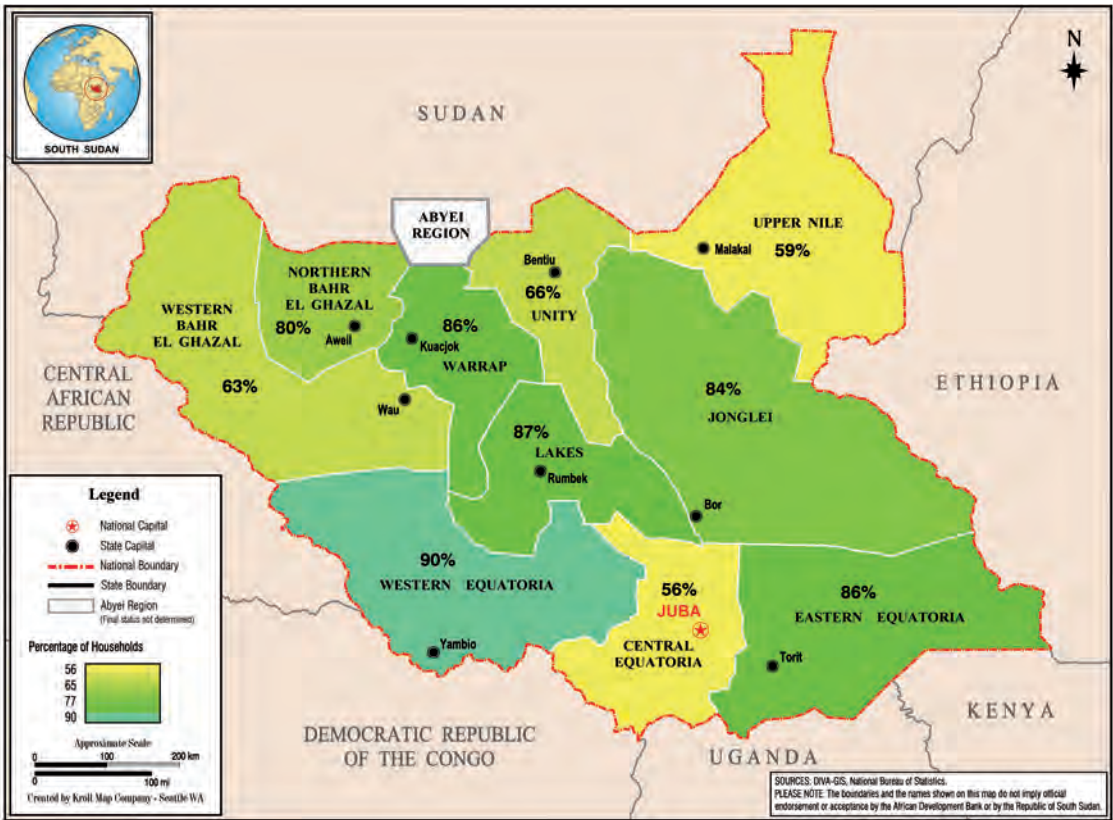 SOUTH SUDAN
N
SUDAN
ABYEI
REGION
UPPER NILE
59%
Malakal
Bentiu
66%
UNITY
NORTHERN
BAHR
EL GHAZAL
80%
Aweil
WESTERN
BAHR
EL GHAZAL
63%
Wau
86%
Kuacjok
WARRAP
CENTRAL
AFRICAN
REPUBLIC
ETHIOPIA
84%
JONGLEI
87%
LAKES
Rumbek
Bor
90%
WESTERN EQUATORIA
Yambio
56%
JUBA
CENTRAL
EQUATORIA
86%
EASTERN EQUATORIA
Torit
DEMOCRATIC REPUBLIC
OF THE CONGO
UGANDA
KENYA
Legend
National Capital
State Capital
National Boundary
State Boundary
Abyei Region
(Final status not determined)
Percentage of Households
56
65
77
90
Approximate Scale
0 100 200 km
0 100 mi
Created by Kroll Map Company - Seattle WA
SOURCES: DIVA-GIS, National Bureau of Statistics.
PLEASE NOTE: The boundaries and the names shown on this map do not imply official
endorsement or acceptance by the African Development Bank or by the Republic of South Sudan.